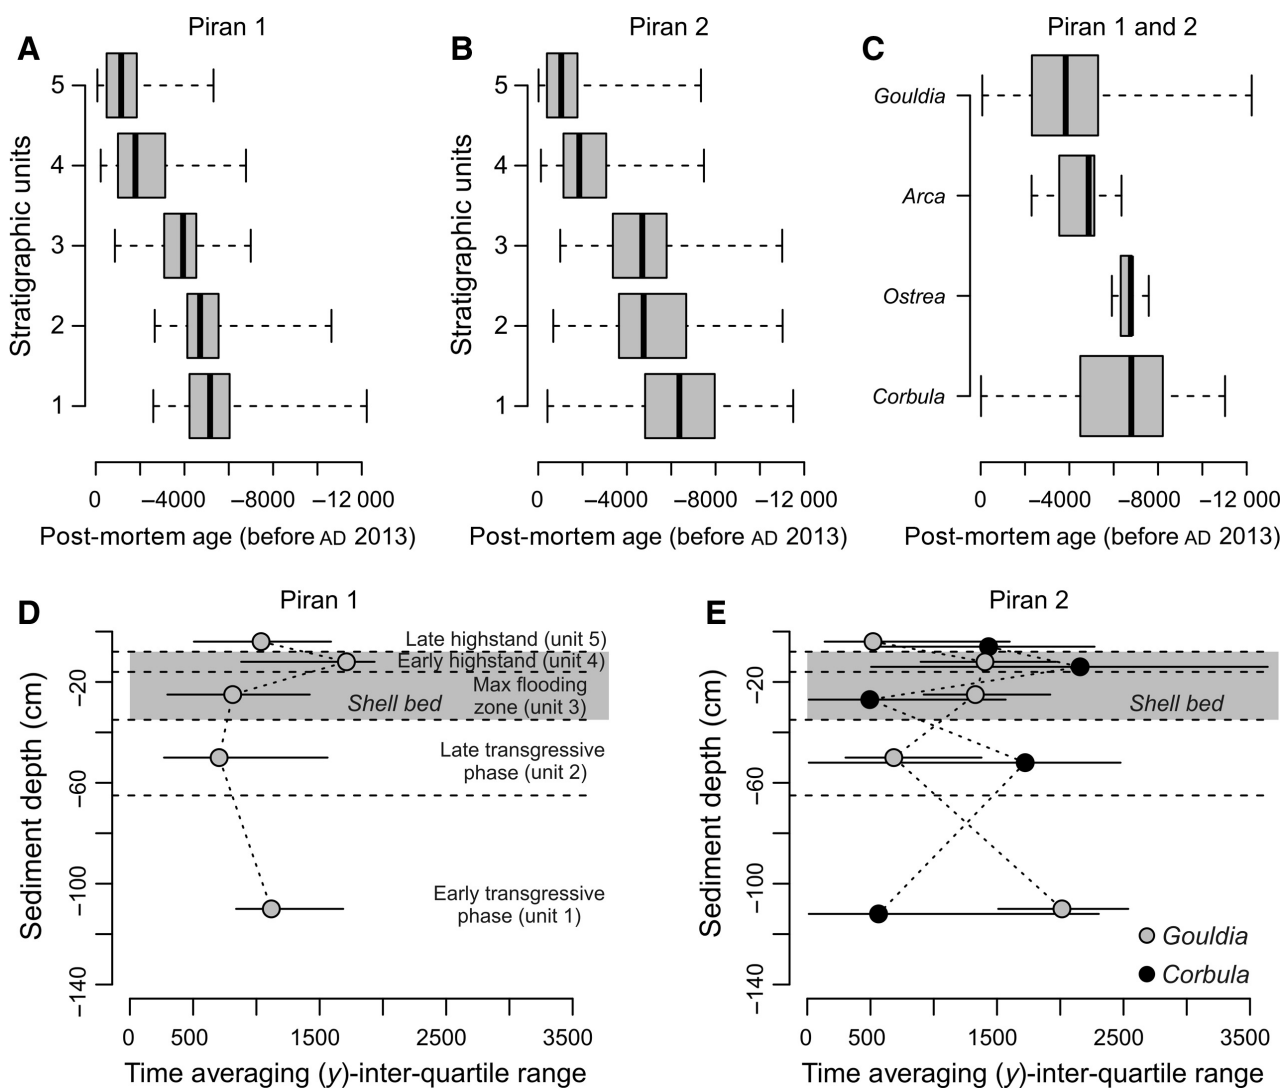 A
Piran 1
Stratigraphic units
5
4
3
2
1
0 −4000 −8000 −12 000
Post-mortem age (before AD 2013)
B
Piran 2
Stratigraphic units
5
4
3
2
1
0 −4000 −8000 −12 000
Post-mortem age (before AD 2013)
C
Piran 1 and 2
Gouldia
Arca
Ostrea
Corbula
0 −4000 −8000 −12 000
Post-mortem age (before AD 2013)
D
Piran 1
Sediment depth (cm)
−20
−60
−100
−140
Late highstand (unit 5)
Early highstand (unit 4)
Max flooding
zone (unit 3)
Shell bed
Late transgressive
phase (unit 2)
Early transgressive
phase (unit 1)
0 500 1500 2500 3500
Time averaging (y)-inter-quartile range
E
Piran 2
Sediment depth (cm)
−20
−60
−100
−140
Shell bed
Gouldia
Corbula
0 500 1500 2500 3500
Time averaging (y)-inter-quartile range